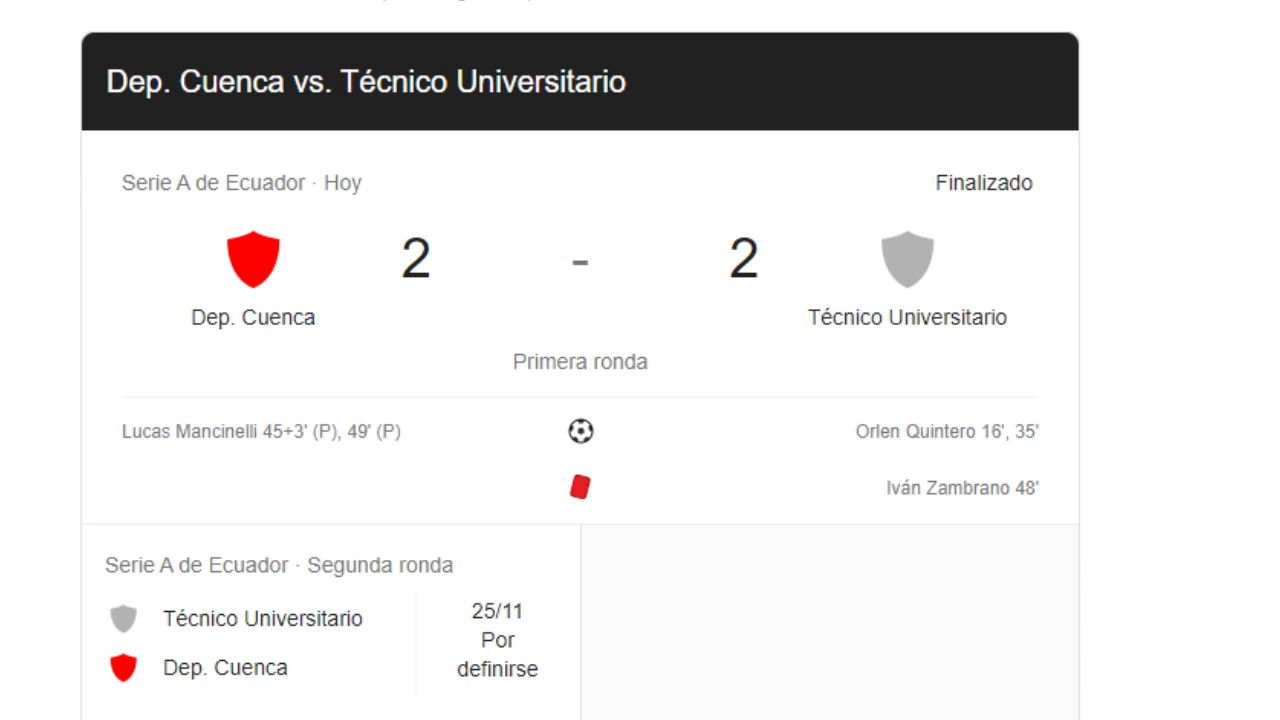 Dep. Cuenca vs. Técnico Universitario
Serie A de Ecuador · Hoy
Finalizado
2 - 2
Dep. Cuenca
Técnico Universitario
Primera ronda
Lucas Mancinelli 45+3' (P), 49' (P)
Orlen Quintero 16', 35'
Iván Zambrano 48'
Serie A de Ecuador · Segunda ronda
Técnico Universitario
Dep. Cuenca
25/11
Por
definirse